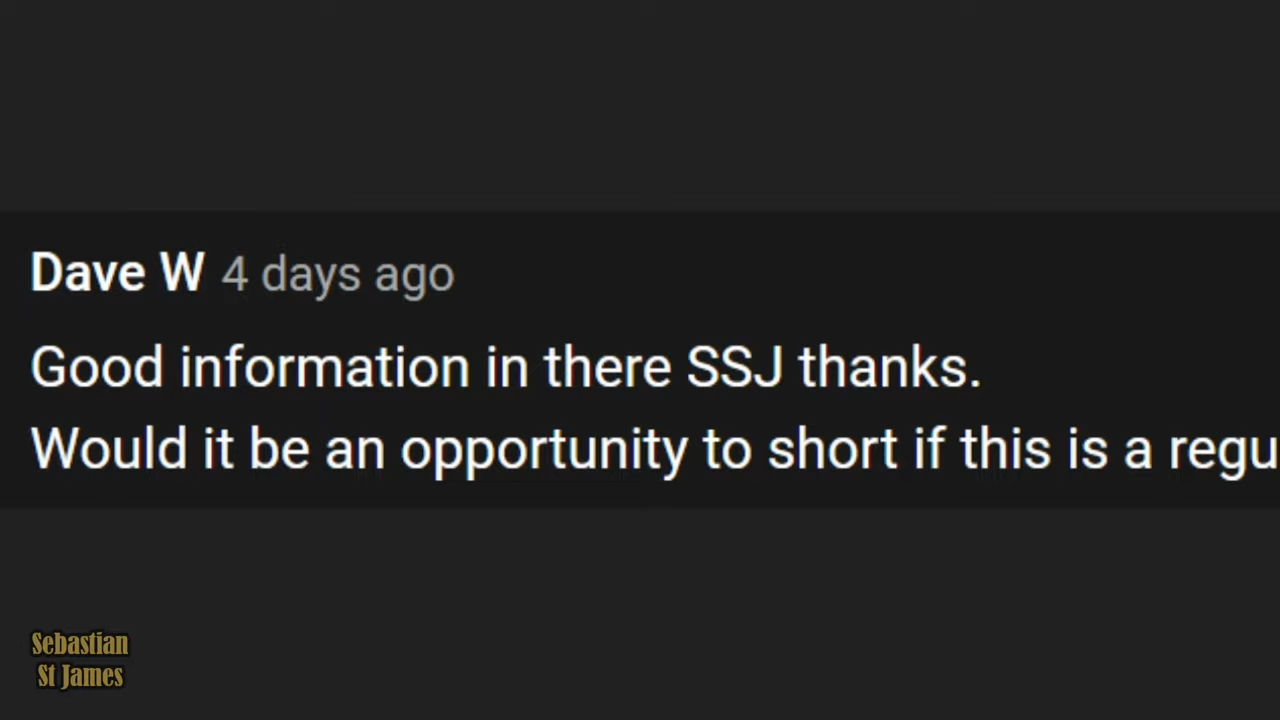 Dave W 4 days ago
Good information in there SSJ thanks.
Would it be an opportunity to short if this is a regu
Sebastian
St James